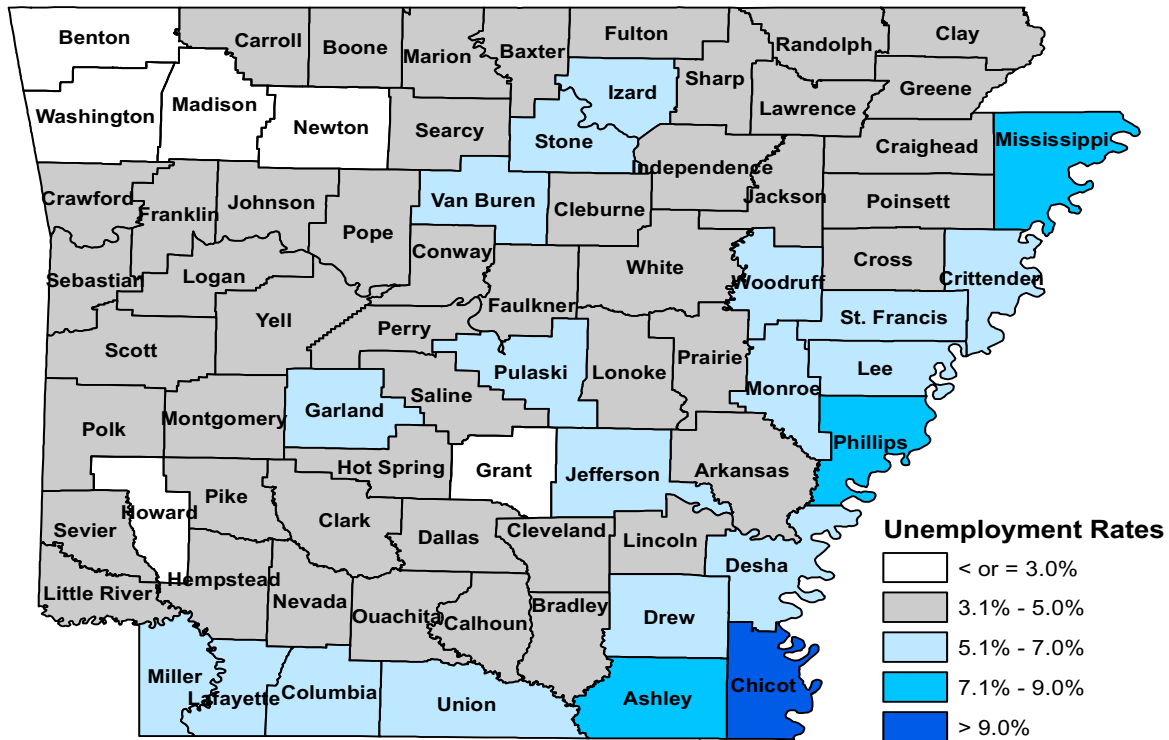 Benton
Carroll
Boone
Marion
Baxter
Fulton
Randolph
Clay
Washington
Madison
Newton
Searcy
Izard
Stone
Sharp
Lawrence
Greene
Independence
Craighead
Mississippi
Crawford
Franklin
Johnson
Pope
Van Buren
Cleburne
Jackson
Poinsett
Sebastian
Logan
Conway
White
Woodruff
Cross
Crittenden
Yell
Faulkner
St. Francis
Scott
Perry
Pulaski
Lonoke
Prairie
Lee
Polk
Montgomery
Garland
Saline
Monroe
Phillips
Hot Spring
Grant
Jefferson
Arkansas
Howard
Pike
Sevier
Clark
Dallas
Cleveland
Lincoln
Desha
Little River
Hempstead
Nevada
Ouachita
Calhoun
Bradley
Drew
Miller
Lafayette
Columbia
Union
Ashley
Chicot
Unemployment Rates
< or = 3.0%
3.1% - 5.0%
5.1% - 7.0%
7.1% - 9.0%
> 9.0%